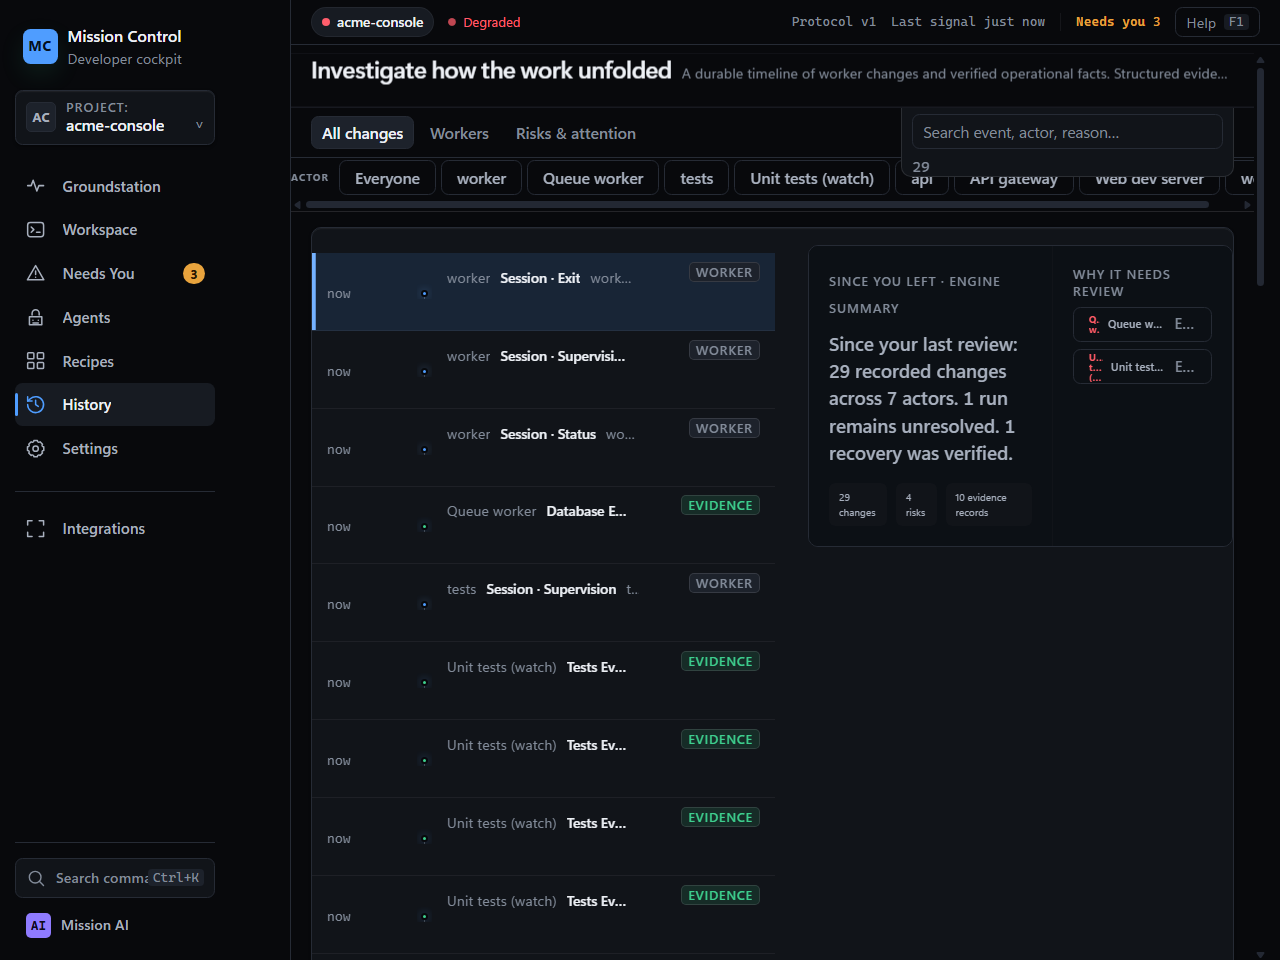 MC
Mission Control
Developer cockpit
AC
PROJECT:
acme-console
v
Groundstation
Workspace
Needs You
3
Agents
Recipes
History
Settings
Integrations
Search comma
Ctrl+K
AI
Mission AI
acme-console
Degraded
Protocol v1
Last signal just now
Needs you 3
Help
F1
Investigate how the work unfolded
A durable timeline of worker changes and verified operational facts. Structured evide...
All changes
Workers
Risks & attention
Search event, actor, reason...
29
ACTOR
Everyone
worker
Queue worker
tests
Unit tests (watch)
api
API gateway
Web dev server
now
worker Session · Exit work...
WORKER
now
worker Session · Supervisi...
WORKER
now
worker Session · Status wo...
WORKER
now
Queue worker Database E...
EVIDENCE
now
tests Session · Supervision t..
WORKER
now
Unit tests (watch) Tests Ev...
EVIDENCE
now
Unit tests (watch) Tests Ev...
EVIDENCE
now
Unit tests (watch) Tests Ev...
EVIDENCE
now
Unit tests (watch) Tests Ev...
EVIDENCE
SINCE YOU LEFT · ENGINE
SUMMARY
Since your last review:
29 recorded changes
across 7 actors. 1 run
remains unresolved. 1
recovery was verified.
29
changes
4
risks
10 evidence
records
WHY IT NEEDS
REVIEW
Q.
w.
Queue w...
E...
U..
t...
(...
Unit test...
E...